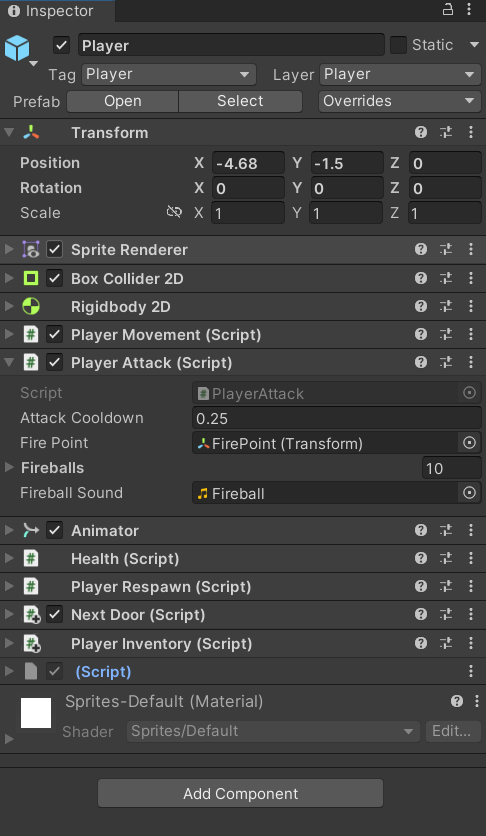 Inspector
Player
Static
Tag Player Layer Player
Prefab Open Select Overrides
Transform
Position X -4.68 Y -1.5 Z 0
Rotation X 0 Y 0 Z 0
Scale X 1 Y 1 Z 1
Sprite Renderer
Box Collider 2D
Rigidbody 2D
Player Movement (Script)
Player Attack (Script)
Script PlayerAttack
Attack Cooldown 0.25
Fire Point FirePoint (Transform)
Fireballs 10
Fireball Sound Fireball
Animator
Health (Script)
Player Respawn (Script)
Next Door (Script)
Player Inventory (Script)
(Script)
Sprites-Default (Material)
Shader Sprites/Default Edit...
Add Component